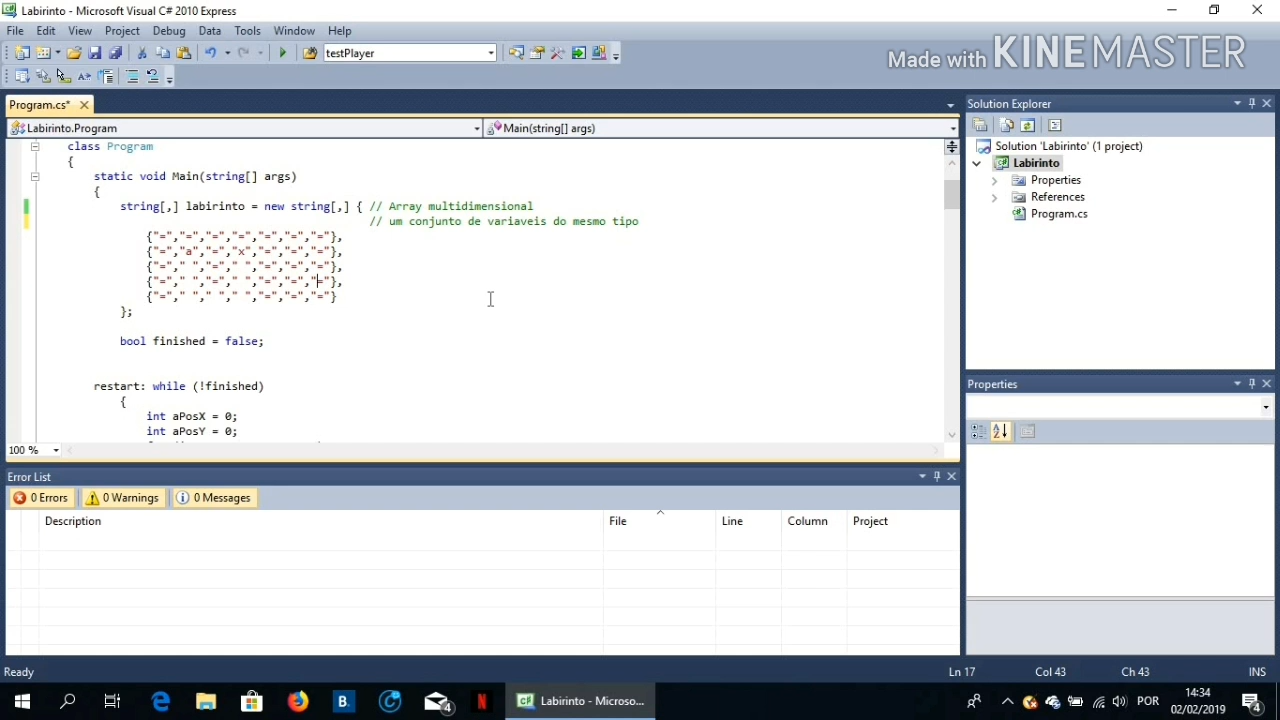 Labirinto - Microsoft Visual C# 2010 Express
File Edit View Project Debug Data Tools Window Help
testPlayer
Made with KINEMASTER
Program.cs*
Labirinto.Program
Main(string[] args)
class Program
{
static void Main(string[] args)
{
string[,] labirinto = new string[,] { // Array multidimensional
// um conjunto de variaveis do mesmo tipo
{"=","=","=","=","=","=","="},
{"=","a","=","x","=","=","="},
{"="," ","="," ","=","=","="},
{"="," ","="," ","=","=","="},
{"="," "," "," ","=","=","="}
};
bool finished = false;
restart: while (!finished)
{
int aPosX = 0;
int aPosY = 0;
100 %
Solution Explorer
Solution 'Labirinto' (1 project)
Labirinto
Properties
References
Program.cs
Properties
Error List
0 Errors
0 Warnings
0 Messages
Description File Line Column Project
Ready
Ln 17 Col 43 Ch 43 INS
Labirinto - Microso...
POR
14:34
02/02/2019